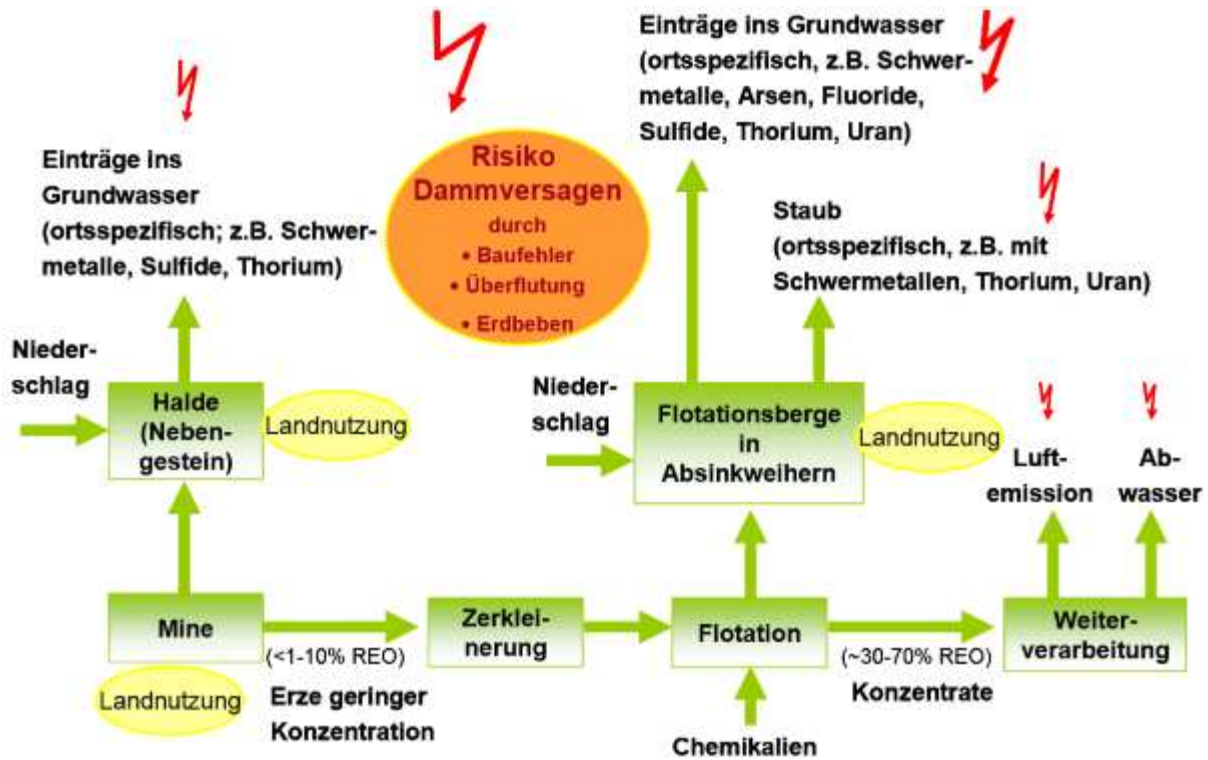 Einträge ins Grundwasser
(ortsspezifisch, z.B. Schwer-
metalle, Arsen, Fluoride,
Sulfide, Thorium, Uran)
Einträge ins
Grundwasser
(ortsspezifisch; z.B. Schwer-
metalle, Sulfide, Thorium)
Risiko
Dammversagen
durch
• Baufehler
• Überflutung
• Erdbeben
Staub
(ortsspezifisch, z.B. mit
Schwermetallen, Thorium, Uran)
Nieder-
schlag
Halde
(Neben-
gestein)
Landnutzung
Nieder-
schlag
Flotationsberge
in
Absinkweihern
Landnutzung
Luft-
emission
Ab-
wasser
Mine
Landnutzung
(<1-10% REO)
Erze geringer
Konzentration
Zerklei-
nerung
Flotation
Chemikalien
(~30-70% REO)
Konzentrate
Weiter-
verarbeitung